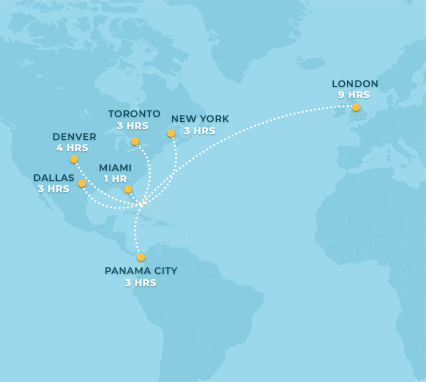 LONDON
9 HRS
TORONTO
3 HRS
NEW YORK
3 HRS
DENVER
4 HRS
MIAMI
1 HR
DALLAS
3 HRS
PANAMA CITY
3 HRS